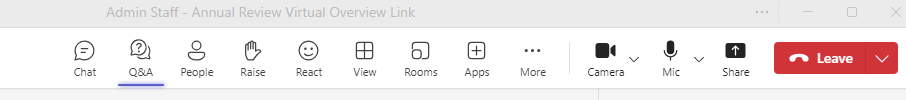 Admin Staff - Annual Review Virtual Overview Link
Chat Q&A People Raise React View Rooms Apps More Camera Mic Share Leave